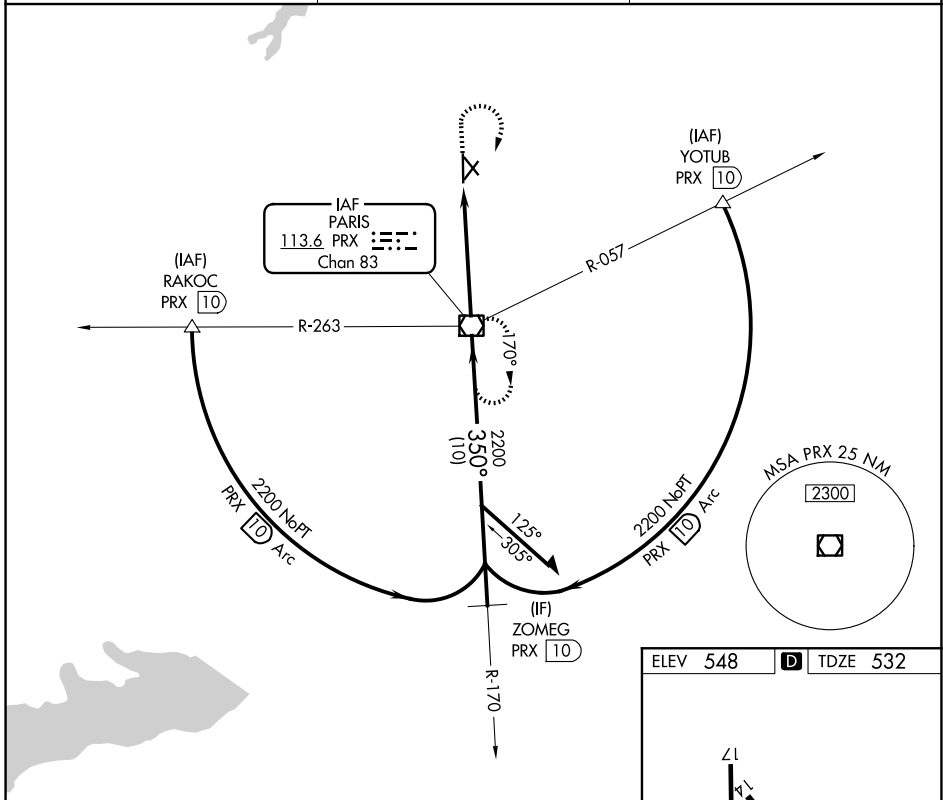 (IAF)
YOTUB
PRX 10
IAF
PARIS
113.6 PRX
Chan 83
R-057
(IAF)
RAKOC
PRX 10
R-263
170°
2200
350°
(10)
MSA PRX 25 NM
2300
2200 NoPT
PRX 10 Arc
125°
305°
2200 NoPT
PRX 10 Arc
(IF)
ZOMEG
PRX 10
R-170
ELEV 548 D TDZE 532
17
14